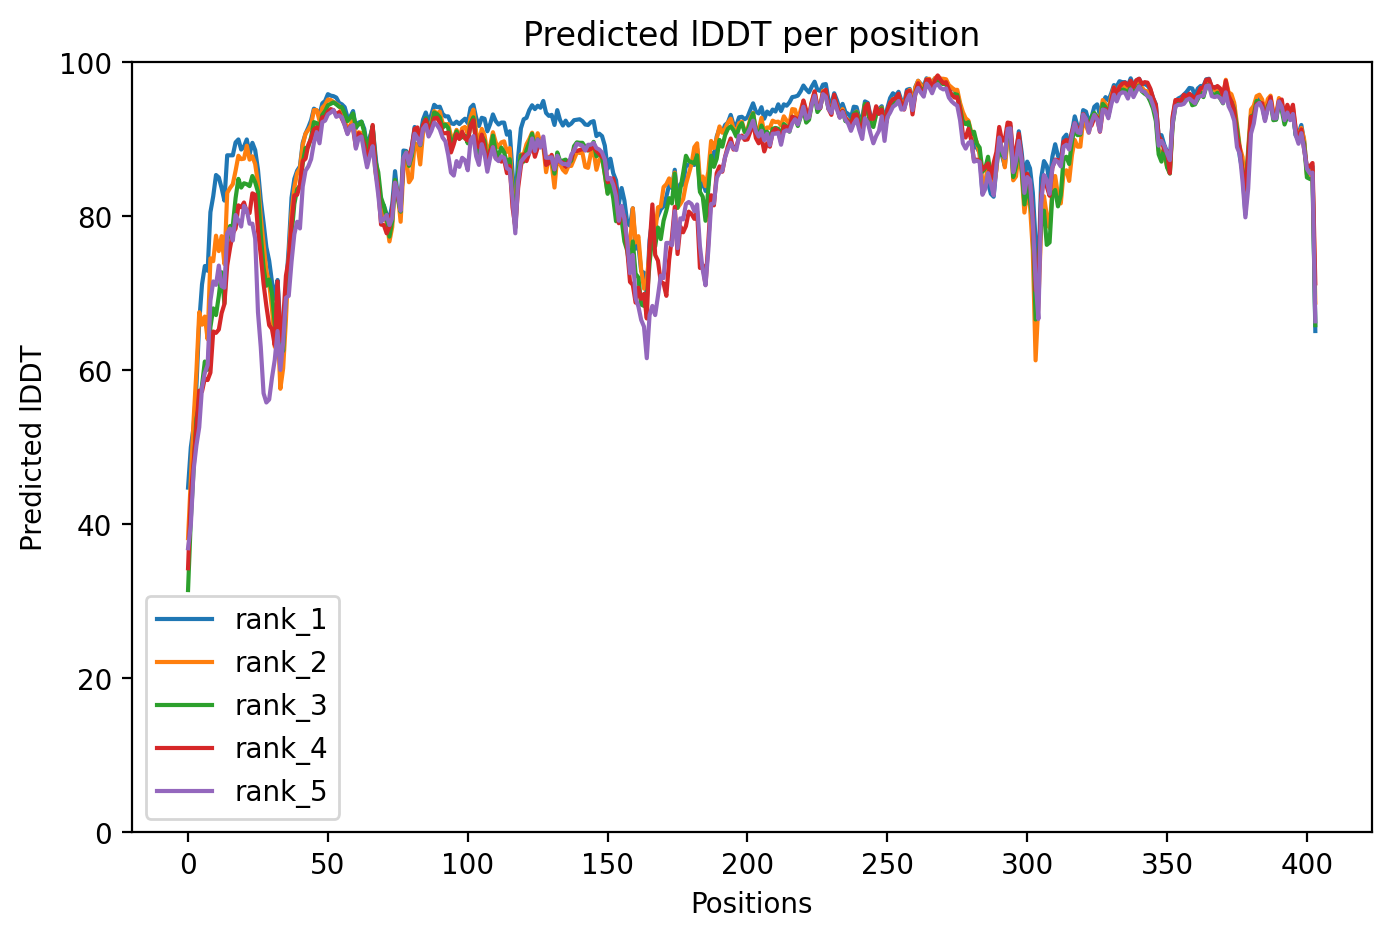 Predicted lDDT per position
100
80
60
40
20
0
Predicted lDDT
rank_1
rank_2
rank_3
rank_4
rank_5
0 50 100 150 200 250 300 350 400
Positions